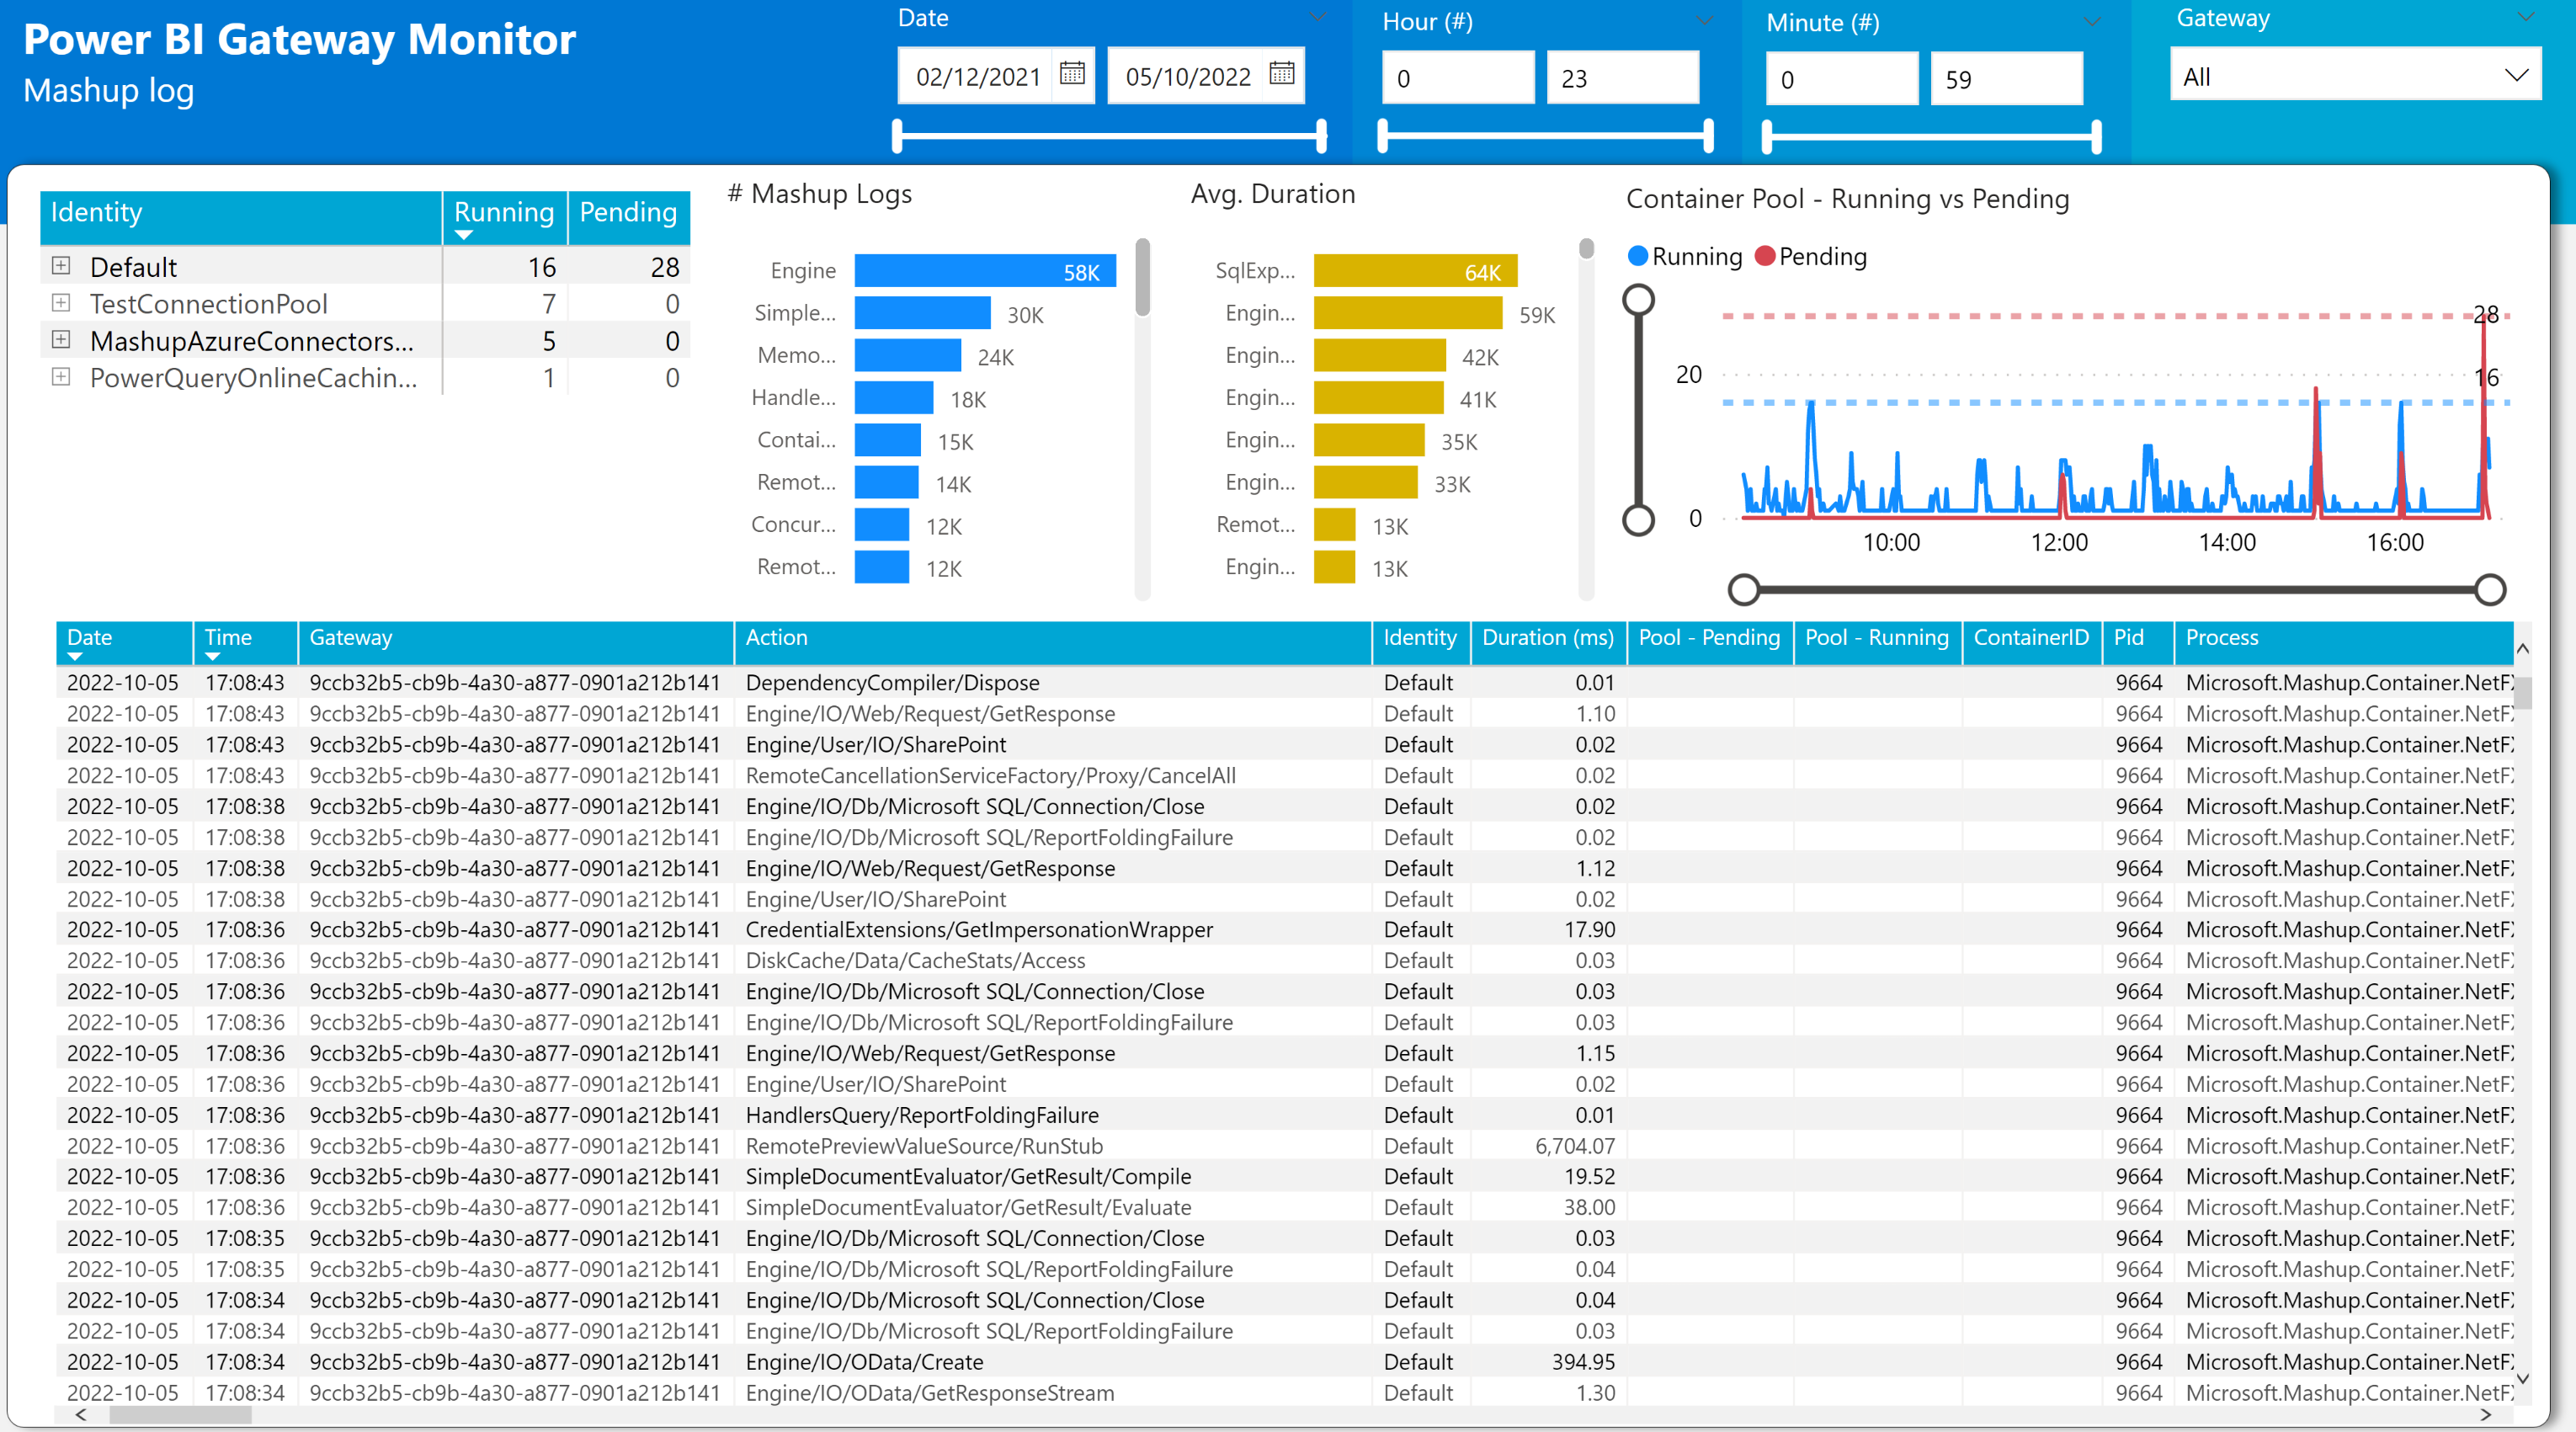 Power BI Gateway Monitor
Mashup log
Date
02/12/2021 05/10/2022
Hour (#)
0 23
Minute (#)
0 59
Gateway
All
Identity Running Pending
Default 16 28
TestConnectionPool 7 0
MashupAzureConnectors... 5 0
PowerQueryOnlineCachin... 1 0
# Mashup Logs
Engine 58K
Simple... 30K
Memo... 24K
Handle... 18K
Contai... 15K
Remot... 14K
Concur... 12K
Remot... 12K
Avg. Duration
SqlExp... 64K
Engin... 59K
Engin... 42K
Engin... 41K
Engin... 35K
Engin... 33K
Remot... 13K
Engin... 13K
Container Pool - Running vs Pending
Running Pending
28
20
16
0
10:00 12:00 14:00 16:00
Date Time Gateway Action Identity Duration (ms) Pool - Pending Pool - Running ContainerID Pid Process
2022-10-05 17:08:43 9ccb32b5-cb9b-4a30-a877-0901a212b141 DependencyCompiler/Dispose Default 0.01 9664 Microsoft.Mashup.Container.NetF
2022-10-05 17:08:43 9ccb32b5-cb9b-4a30-a877-0901a212b141 Engine/IO/Web/Request/GetResponse Default 1.10 9664 Microsoft.Mashup.Container.NetF
2022-10-05 17:08:43 9ccb32b5-cb9b-4a30-a877-0901a212b141 Engine/User/IO/SharePoint Default 0.02 9664 Microsoft.Mashup.Container.NetF
2022-10-05 17:08:43 9ccb32b5-cb9b-4a30-a877-0901a212b141 RemoteCancellationServiceFactory/Proxy/CancelAll Default 0.02 9664 Microsoft.Mashup.Container.NetF
2022-10-05 17:08:38 9ccb32b5-cb9b-4a30-a877-0901a212b141 Engine/IO/Db/Microsoft SQL/Connection/Close Default 0.02 9664 Microsoft.Mashup.Container.NetF
2022-10-05 17:08:38 9ccb32b5-cb9b-4a30-a877-0901a212b141 Engine/IO/Db/Microsoft SQL/ReportFoldingFailure Default 0.02 9664 Microsoft.Mashup.Container.NetF
2022-10-05 17:08:38 9ccb32b5-cb9b-4a30-a877-0901a212b141 Engine/IO/Web/Request/GetResponse Default 1.12 9664 Microsoft.Mashup.Container.NetF
2022-10-05 17:08:38 9ccb32b5-cb9b-4a30-a877-0901a212b141 Engine/User/IO/SharePoint Default 0.02 9664 Microsoft.Mashup.Container.NetF
2022-10-05 17:08:36 9ccb32b5-cb9b-4a30-a877-0901a212b141 CredentialExtensions/GetImpersonationWrapper Default 17.90 9664 Microsoft.Mashup.Container.NetF
2022-10-05 17:08:36 9ccb32b5-cb9b-4a30-a877-0901a212b141 DiskCache/Data/CacheStats/Access Default 0.03 9664 Microsoft.Mashup.Container.NetF
2022-10-05 17:08:36 9ccb32b5-cb9b-4a30-a877-0901a212b141 Engine/IO/Db/Microsoft SQL/Connection/Close Default 0.03 9664 Microsoft.Mashup.Container.NetF
2022-10-05 17:08:36 9ccb32b5-cb9b-4a30-a877-0901a212b141 Engine/IO/Db/Microsoft SQL/ReportFoldingFailure Default 0.03 9664 Microsoft.Mashup.Container.NetF
2022-10-05 17:08:36 9ccb32b5-cb9b-4a30-a877-0901a212b141 Engine/IO/Web/Request/GetResponse Default 1.15 9664 Microsoft.Mashup.Container.NetF
2022-10-05 17:08:36 9ccb32b5-cb9b-4a30-a877-0901a212b141 Engine/User/IO/SharePoint Default 0.02 9664 Microsoft.Mashup.Container.NetF
2022-10-05 17:08:36 9ccb32b5-cb9b-4a30-a877-0901a212b141 HandlersQuery/ReportFoldingFailure Default 0.01 9664 Microsoft.Mashup.Container.NetF
2022-10-05 17:08:36 9ccb32b5-cb9b-4a30-a877-0901a212b141 RemotePreviewValueSource/RunStub Default 6,704.07 9664 Microsoft.Mashup.Container.NetF
2022-10-05 17:08:36 9ccb32b5-cb9b-4a30-a877-0901a212b141 SimpleDocumentEvaluator/GetResult/Compile Default 19.52 9664 Microsoft.Mashup.Container.NetF
2022-10-05 17:08:36 9ccb32b5-cb9b-4a30-a877-0901a212b141 SimpleDocumentEvaluator/GetResult/Evaluate Default 38.00 9664 Microsoft.Mashup.Container.NetF
2022-10-05 17:08:35 9ccb32b5-cb9b-4a30-a877-0901a212b141 Engine/IO/Db/Microsoft SQL/Connection/Close Default 0.03 9664 Microsoft.Mashup.Container.NetF
2022-10-05 17:08:35 9ccb32b5-cb9b-4a30-a877-0901a212b141 Engine/IO/Db/Microsoft SQL/ReportFoldingFailure Default 0.04 9664 Microsoft.Mashup.Container.NetF
2022-10-05 17:08:34 9ccb32b5-cb9b-4a30-a877-0901a212b141 Engine/IO/Db/Microsoft SQL/Connection/Close Default 0.04 9664 Microsoft.Mashup.Container.NetF
2022-10-05 17:08:34 9ccb32b5-cb9b-4a30-a877-0901a212b141 Engine/IO/Db/Microsoft SQL/ReportFoldingFailure Default 0.03 9664 Microsoft.Mashup.Container.NetF
2022-10-05 17:08:34 9ccb32b5-cb9b-4a30-a877-0901a212b141 Engine/IO/OData/Create Default 394.95 9664 Microsoft.Mashup.Container.NetF
2022-10-05 17:08:34 9ccb32b5-cb9b-4a30-a877-0901a212b141 Engine/IO/OData/GetResponseStream Default 1.30 9664 Microsoft.Mashup.Container.NetF